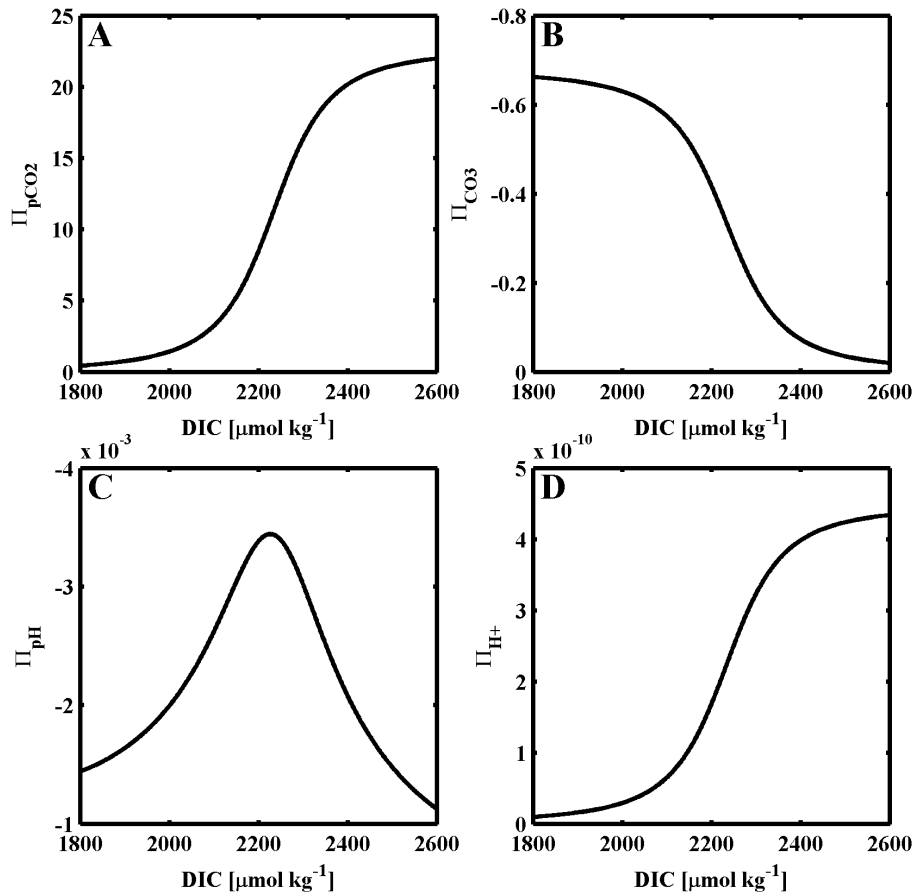 A
25
20
15
10
5
0
Π_pCO2
1800 2000 2200 2400 2600
DIC [μmol kg⁻¹]
B
-0.8
-0.6
-0.4
-0.2
0
Π_CO3
1800 2000 2200 2400 2600
DIC [μmol kg⁻¹]
x 10⁻³
C
-4
-3
-2
-1
Π_pH
1800 2000 2200 2400 2600
DIC [μmol kg⁻¹]
x 10⁻¹⁰
D
5
4
3
2
1
0
Π_H+
1800 2000 2200 2400 2600
DIC [μmol kg⁻¹]